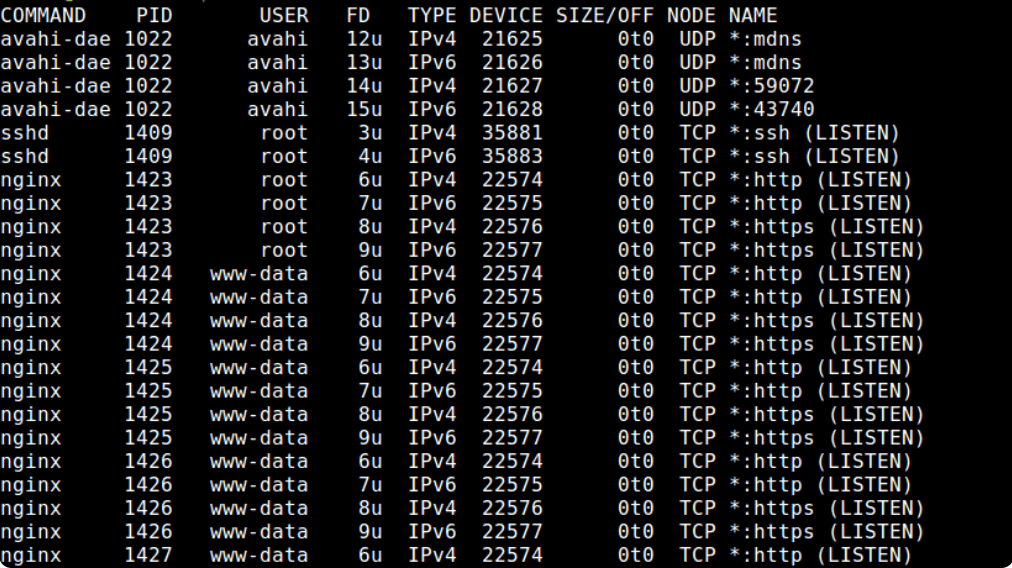 COMMAND    PID       USER   FD   TYPE DEVICE SIZE/OFF NODE NAME
avahi-dae 1022      avahi   12u  IPv4  21625      0t0  UDP *:mdns
avahi-dae 1022      avahi   13u  IPv6  21626      0t0  UDP *:mdns
avahi-dae 1022      avahi   14u  IPv4  21627      0t0  UDP *:59072
avahi-dae 1022      avahi   15u  IPv6  21628      0t0  UDP *:43740
sshd      1409       root    3u  IPv4  35881      0t0  TCP *:ssh (LISTEN)
sshd      1409       root    4u  IPv6  35883      0t0  TCP *:ssh (LISTEN)
nginx     1423       root    6u  IPv4  22574      0t0  TCP *:http (LISTEN)
nginx     1423       root    7u  IPv6  22575      0t0  TCP *:http (LISTEN)
nginx     1423       root    8u  IPv4  22576      0t0  TCP *:https (LISTEN)
nginx     1423       root    9u  IPv6  22577      0t0  TCP *:https (LISTEN)
nginx     1424   www-data    6u  IPv4  22574      0t0  TCP *:http (LISTEN)
nginx     1424   www-data    7u  IPv6  22575      0t0  TCP *:http (LISTEN)
nginx     1424   www-data    8u  IPv4  22576      0t0  TCP *:https (LISTEN)
nginx     1424   www-data    9u  IPv6  22577      0t0  TCP *:https (LISTEN)
nginx     1425   www-data    6u  IPv4  22574      0t0  TCP *:http (LISTEN)
nginx     1425   www-data    7u  IPv6  22575      0t0  TCP *:http (LISTEN)
nginx     1425   www-data    8u  IPv4  22576      0t0  TCP *:https (LISTEN)
nginx     1425   www-data    9u  IPv6  22577      0t0  TCP *:https (LISTEN)
nginx     1426   www-data    6u  IPv4  22574      0t0  TCP *:http (LISTEN)
nginx     1426   www-data    7u  IPv6  22575      0t0  TCP *:http (LISTEN)
nginx     1426   www-data    8u  IPv4  22576      0t0  TCP *:https (LISTEN)
nginx     1426   www-data    9u  IPv6  22577      0t0  TCP *:https (LISTEN)
nginx     1427   www-data    6u  IPv4  22574      0t0  TCP *:http (LISTEN)